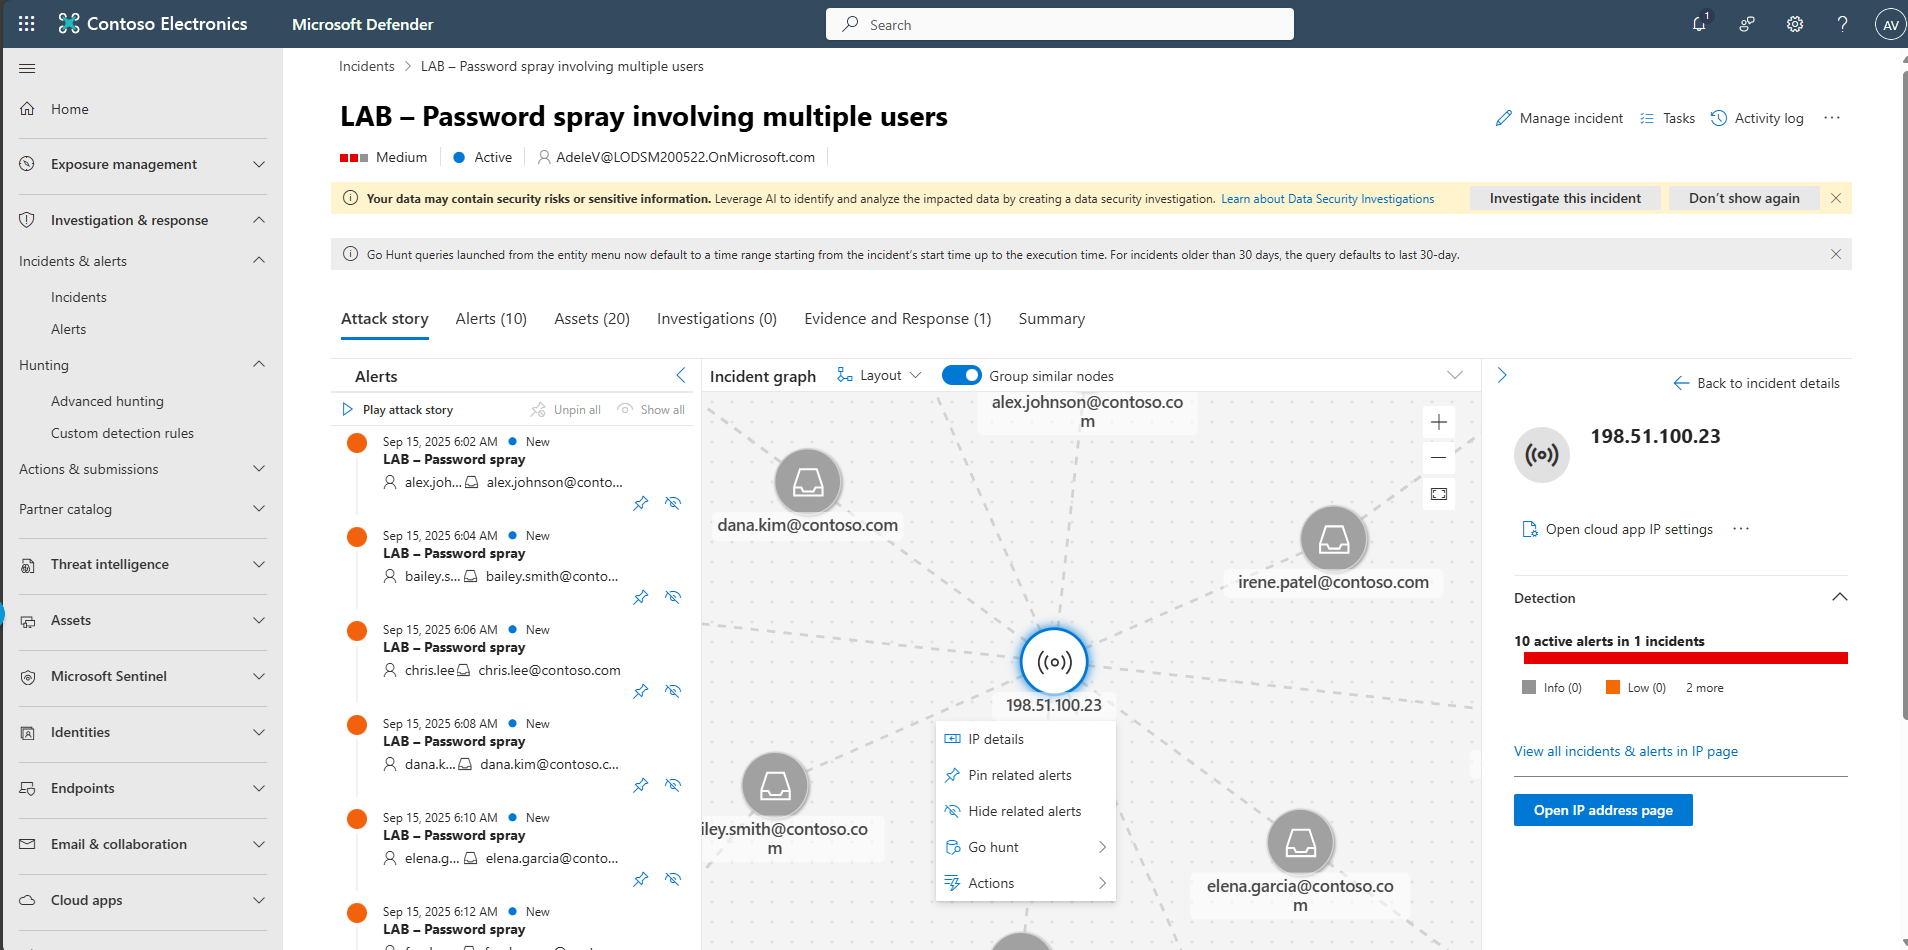 Contoso Electronics
Microsoft Defender
Search
1
AV
Home
Exposure management
Investigation & response
Incidents & alerts
Incidents
Alerts
Hunting
Advanced hunting
Custom detection rules
Actions & submissions
Partner catalog
Threat intelligence
Assets
Microsoft Sentinel
Identities
Endpoints
Email & collaboration
Cloud apps
Incidents > LAB – Password spray involving multiple users
LAB – Password spray involving multiple users
Manage incident
Tasks
Activity log
Medium
Active
AdeleV@LODSM200522.OnMicrosoft.com
Your data may contain security risks or sensitive information. Leverage AI to identify and analyze the impacted data by creating a data security investigation. Learn about Data Security Investigations
Investigate this incident
Don't show again
Go Hunt queries launched from the entity menu now default to a time range starting from the incident's start time up to the execution time. For incidents older than 30 days, the query defaults to last 30-day.
Attack story
Alerts (10)
Assets (20)
Investigations (0)
Evidence and Response (1)
Summary
Alerts
Play attack story
Unpin all
Show all
Sep 15, 2025 6:02 AM New
LAB – Password spray
alex.joh... alex.johnson@conto...
Sep 15, 2025 6:04 AM New
LAB – Password spray
bailey.s... bailey.smith@conto...
Sep 15, 2025 6:06 AM New
LAB – Password spray
chris.lee chris.lee@contoso.com
Sep 15, 2025 6:08 AM New
LAB – Password spray
dana.k... dana.kim@contoso.c...
Sep 15, 2025 6:10 AM New
LAB – Password spray
elena.g... elena.garcia@conto...
Sep 15, 2025 6:12 AM New
LAB – Password spray
Incident graph
Layout
Group similar nodes
alex.johnson@contoso.co
m
dana.kim@contoso.com
irene.patel@contoso.com
198.51.100.23
IP details
Pin related alerts
Hide related alerts
Go hunt
Actions
iley.smith@contoso.co
m
elena.garcia@contoso.co
m
Back to incident details
198.51.100.23
Open cloud app IP settings
Detection
10 active alerts in 1 incidents
Info (0)
Low (0)
2 more
View all incidents & alerts in IP page
Open IP address page